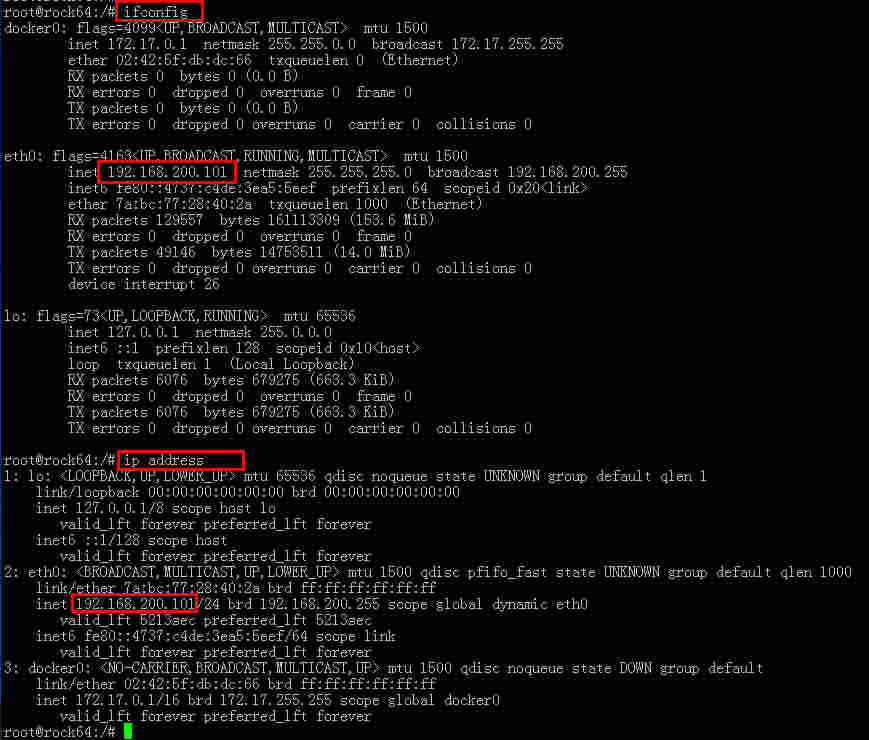 root@rock64:/# ifconfig
docker0: flags=4099<UP,BROADCAST,MULTICAST>  mtu 1500
        inet 172.17.0.1  netmask 255.255.0.0  broadcast 172.17.255.255
        ether 02:42:5f:db:dc:66  txqueuelen 0  (Ethernet)
        RX packets 0  bytes 0 (0.0 B)
        RX errors 0  dropped 0  overruns 0  frame 0
        TX packets 0  bytes 0 (0.0 B)
        TX errors 0  dropped 0 overruns 0  carrier 0  collisions 0

eth0: flags=4163<UP,BROADCAST,RUNNING,MULTICAST>  mtu 1500
        inet 192.168.200.101  netmask 255.255.255.0  broadcast 192.168.200.255
        inet6 fe80::4737:c4de:3ea5:5eef  prefixlen 64  scopeid 0x20<link>
        ether 7a:bc:77:28:40:2a  txqueuelen 1000  (Ethernet)
        RX packets 129557  bytes 161113309 (153.6 MiB)
        RX errors 0  dropped 0  overruns 0  frame 0
        TX packets 49146  bytes 14753511 (14.0 MiB)
        TX errors 0  dropped 0 overruns 0  carrier 0  collisions 0
        device interrupt 26

lo: flags=73<UP,LOOPBACK,RUNNING>  mtu 65536
        inet 127.0.0.1  netmask 255.0.0.0
        inet6 ::1  prefixlen 128  scopeid 0x10<host>
        loop  txqueuelen 1  (Local Loopback)
        RX packets 6076  bytes 679275 (663.3 KiB)
        RX errors 0  dropped 0  overruns 0  frame 0
        TX packets 6076  bytes 679275 (663.3 KiB)
        TX errors 0  dropped 0 overruns 0  carrier 0  collisions 0

root@rock64:/# ip address
1: lo: <LOOPBACK,UP,LOWER_UP> mtu 65536 qdisc noqueue state UNKNOWN group default qlen 1
    link/loopback 00:00:00:00:00:00 brd 00:00:00:00:00:00
    inet 127.0.0.1/8 scope host lo
       valid_lft forever preferred_lft forever
    inet6 ::1/128 scope host
       valid_lft forever preferred_lft forever
2: eth0: <BROADCAST,MULTICAST,UP,LOWER_UP> mtu 1500 qdisc pfifo_fast state UNKNOWN group default qlen 1000
    link/ether 7a:bc:77:28:40:2a brd ff:ff:ff:ff:ff:ff
    inet 192.168.200.101/24 brd 192.168.200.255 scope global dynamic eth0
       valid_lft 5213sec preferred_lft 5213sec
    inet6 fe80::4737:c4de:3ea5:5eef/64 scope link
       valid_lft forever preferred_lft forever
3: docker0: <NO-CARRIER,BROADCAST,MULTICAST,UP> mtu 1500 qdisc noqueue state DOWN group default
    link/ether 02:42:5f:db:dc:66 brd ff:ff:ff:ff:ff:ff
    inet 172.17.0.1/16 brd 172.17.255.255 scope global docker0
       valid_lft forever preferred_lft forever
root@rock64:/#